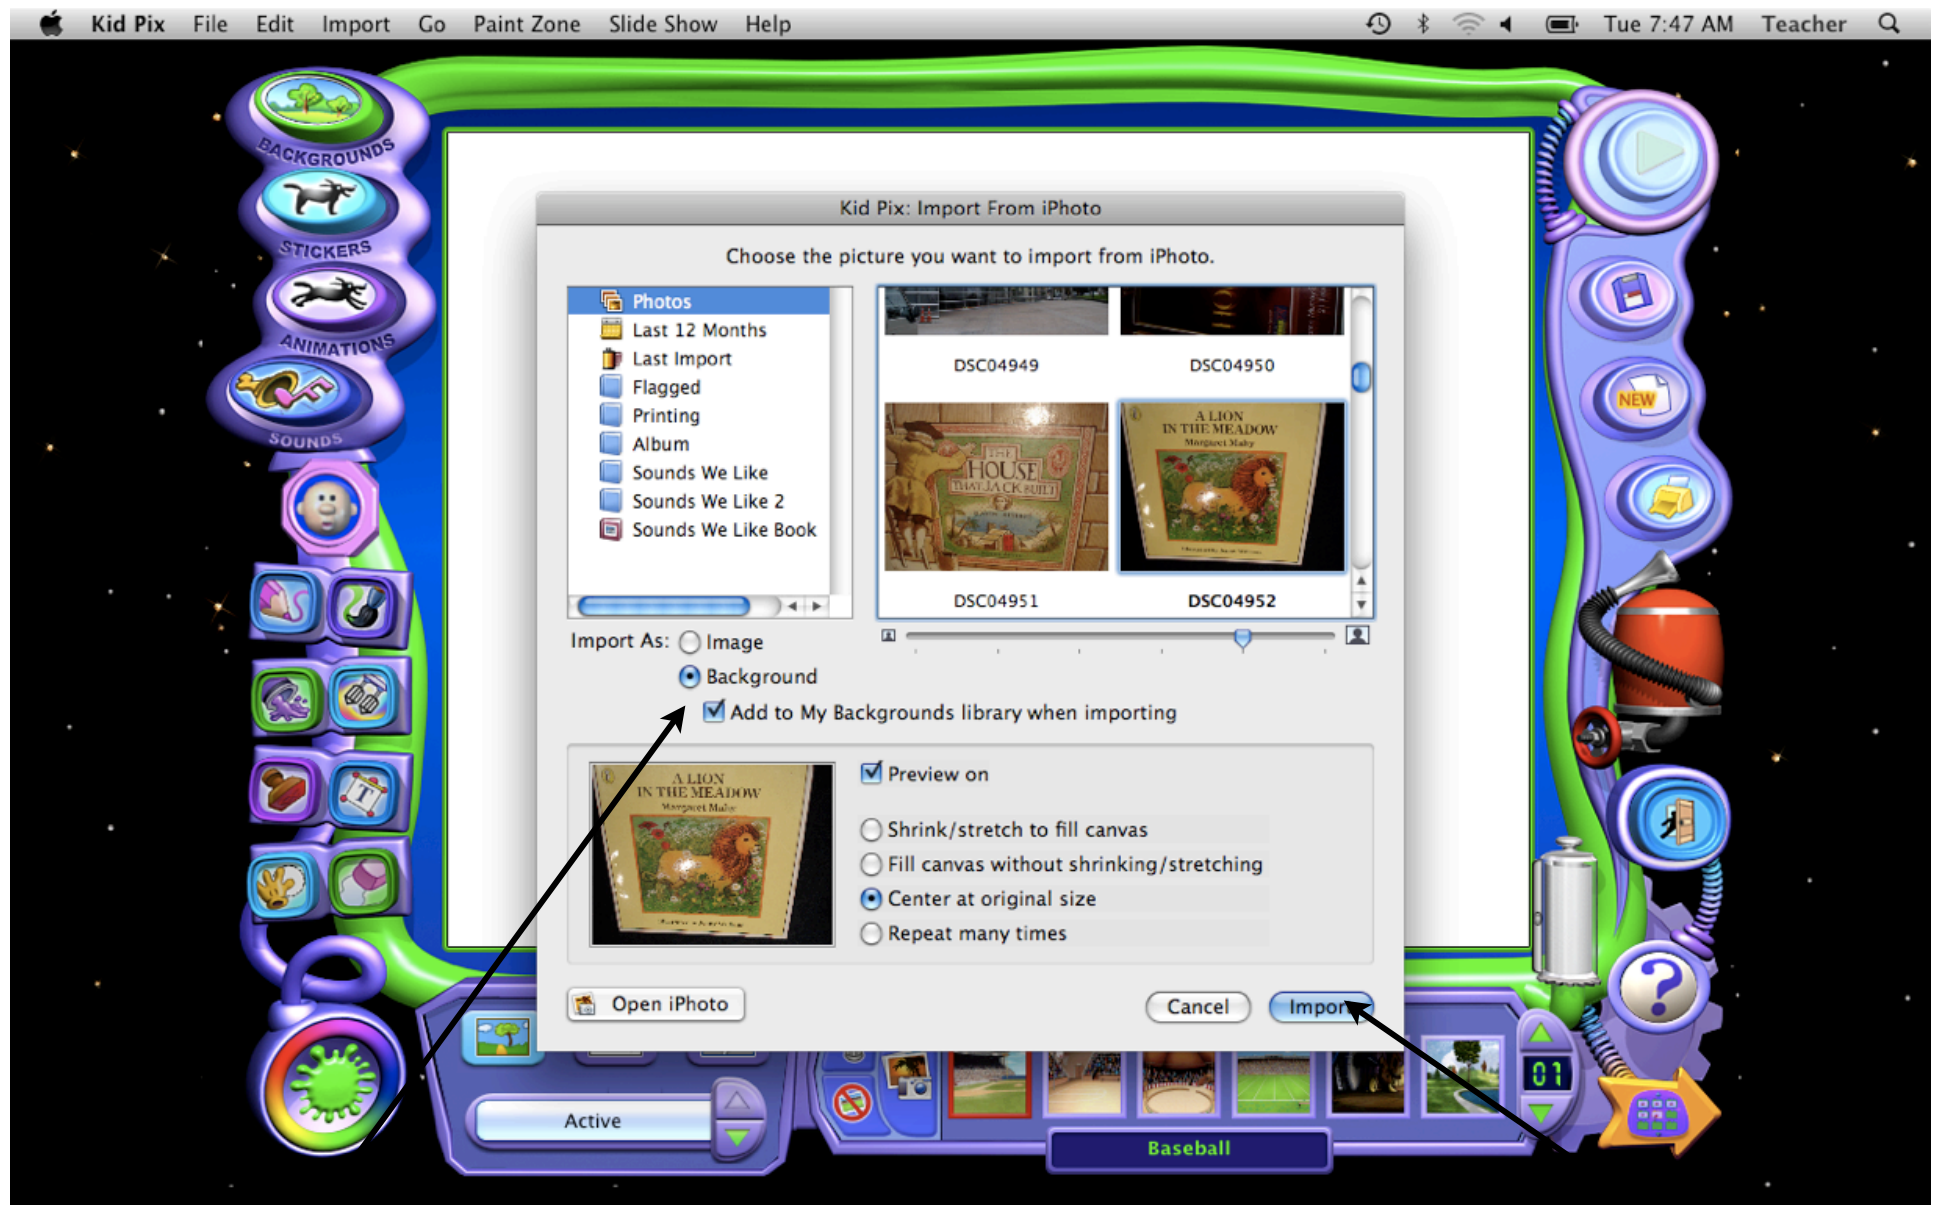 Kid Pix File Edit Import Go Paint Zone Slide Show Help Tue 7:47 AM Teacher
BACKGROUNDS
STICKERS
ANIMATIONS
SOUNDS
NEW
Kid Pix: Import From iPhoto
Choose the picture you want to import from iPhoto.
Photos
Last 12 Months
Last Import
Flagged
Printing
Album
Sounds We Like
Sounds We Like 2
Sounds We Like Book
DSC04949 DSC04950
THE
HOUSE
THAT JACK BUILT
A LION
IN THE MEADOW
Margaret Mahy
DSC04951 DSC04952
Import As: Image
Background
Add to My Backgrounds library when importing
A LION
IN THE MEADOW
Margaret Mahy
Preview on
Shrink/stretch to fill canvas
Fill canvas without shrinking/stretching
Center at original size
Repeat many times
Open iPhoto Cancel Import
T
?
01
Active
Baseball